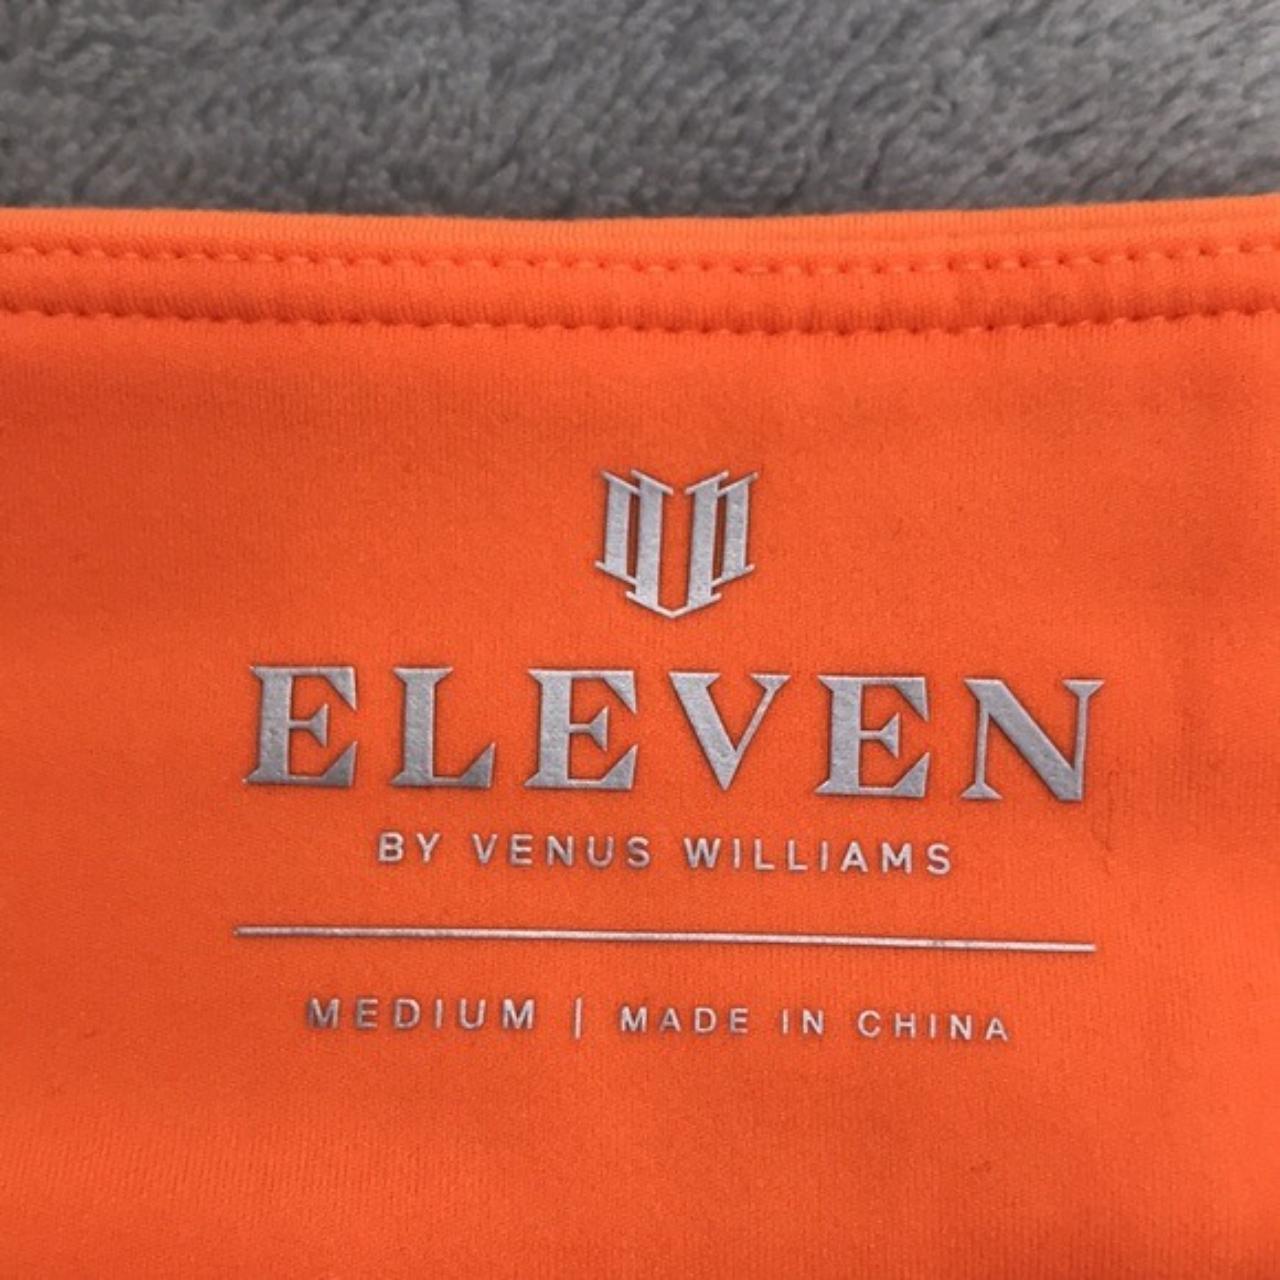 ELEVEN
BY VENUS WILLIAMS
MEDIUM | MADE IN CHINA